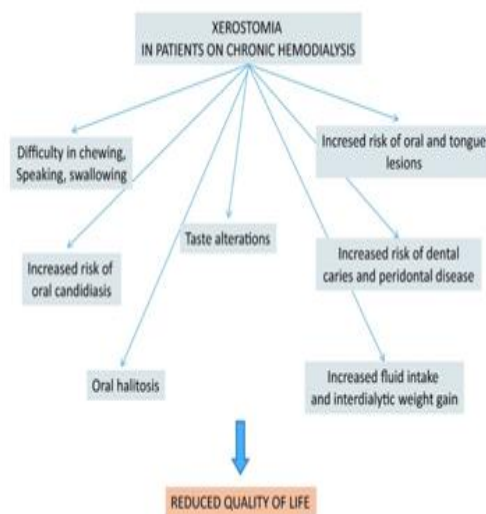 XEROSTOMIA
IN PATIENTS ON CHRONIC HEMODIALYSIS
Difficulty in chewing,
Speaking, swallowing
Incresed risk of oral and tongue
lesions
Taste alterations
Increased risk of
oral candidiasis
Increased risk of dental
caries and peridontal disease
Oral halitosis
Increased fluid intake
and interdialytic weight gain
REDUCED QUALITY OF LIFE